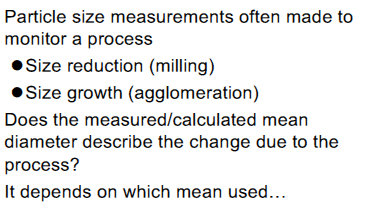 Particle size measurements often made to
monitor a process
●Size reduction (milling)
●Size growth (agglomeration)
Does the measured/calculated mean
diameter describe the change due to the
process?
It depends on which mean used…